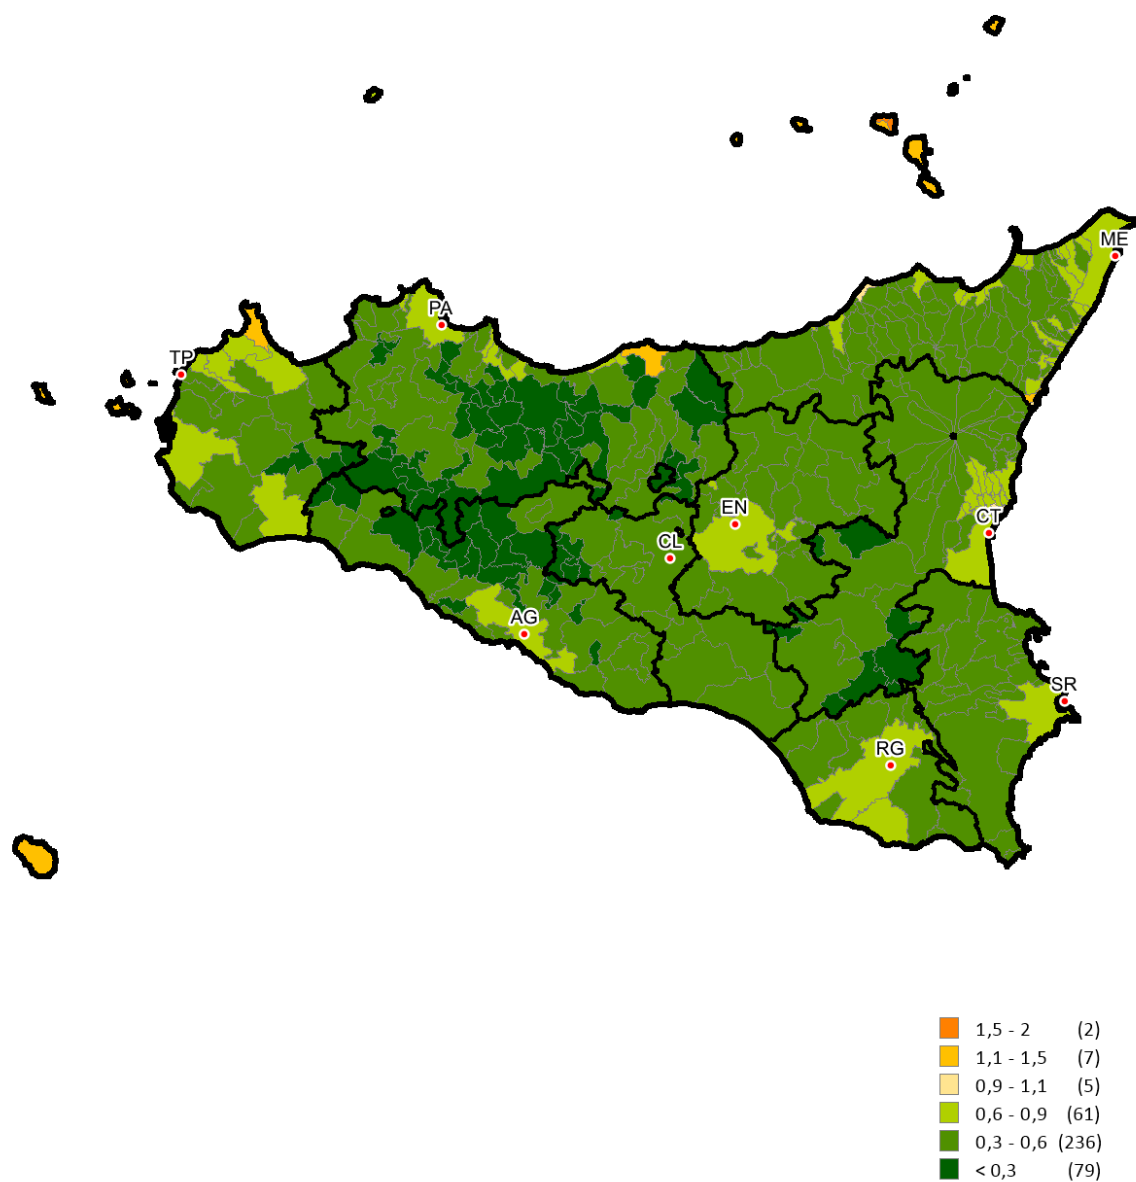 ME
PA
TP
EN
CT
CL
AG
SR
RG
1,5 - 2 (2)
1,1 - 1,5 (7)
0,9 - 1,1 (5)
0,6 - 0,9 (61)
0,3 - 0,6 (236)
< 0,3 (79)